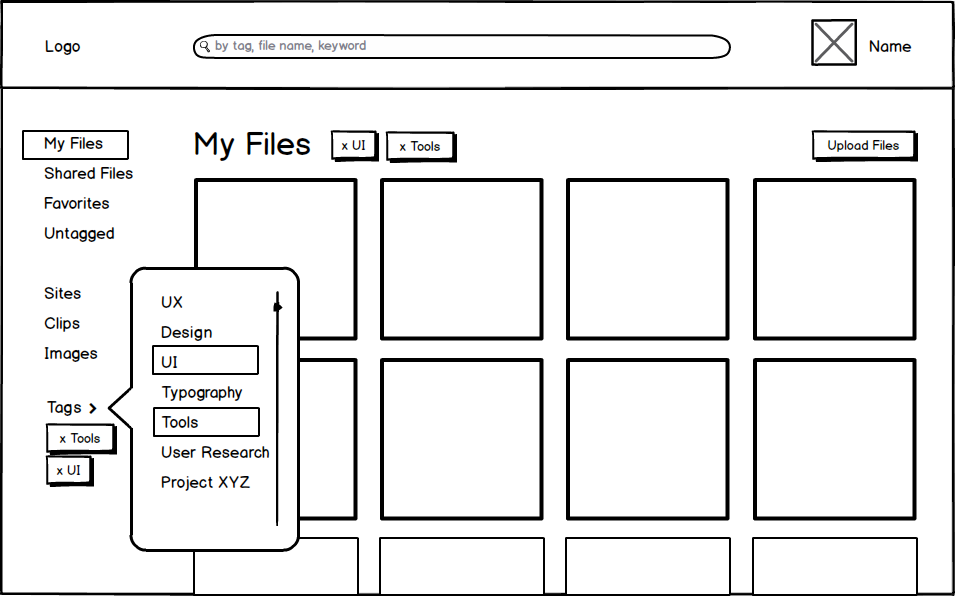 Logo
by tag, file name, keyword
Name
My Files
Shared Files
Favorites
Untagged
Sites
Clips
Images
Tags >
x Tools
x UI
My Files
x UI
x Tools
Upload Files
UX
Design
UI
Typography
Tools
User Research
Project XYZ